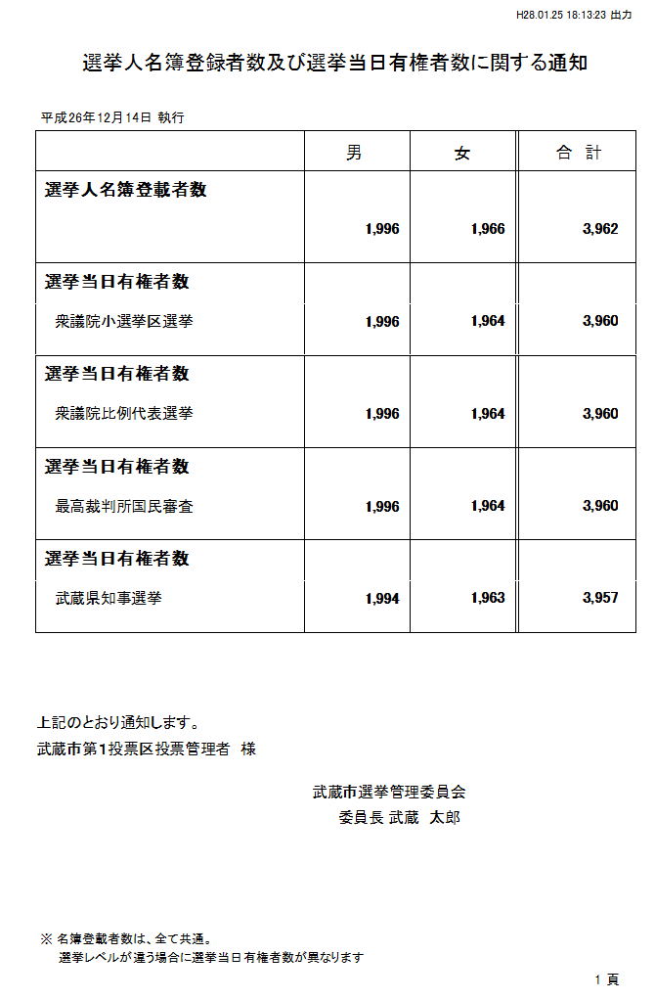 H28.01.25 18:13:23 出力
選挙人名簿登録者数及び選挙当日有権者数に関する通知
平成26年12月14日 執行
男 女 合 計
選挙人名簿登載者数
1,996 1,966 3,962
選挙当日有権者数
衆議院小選挙区選挙 1,996 1,964 3,960
選挙当日有権者数
衆議院比例代表選挙 1,996 1,964 3,960
選挙当日有権者数
最高裁判所国民審査 1,996 1,964 3,960
選挙当日有権者数
武蔵県知事選挙 1,994 1,963 3,957
上記のとおり通知します。
武蔵市第1投票区投票管理者 様
武蔵市選挙管理委員会
委員長 武蔵 太郎
※ 名簿登載者数は、全て共通。
選挙レベルが違う場合に選挙当日有権者数が異なります
1 頁